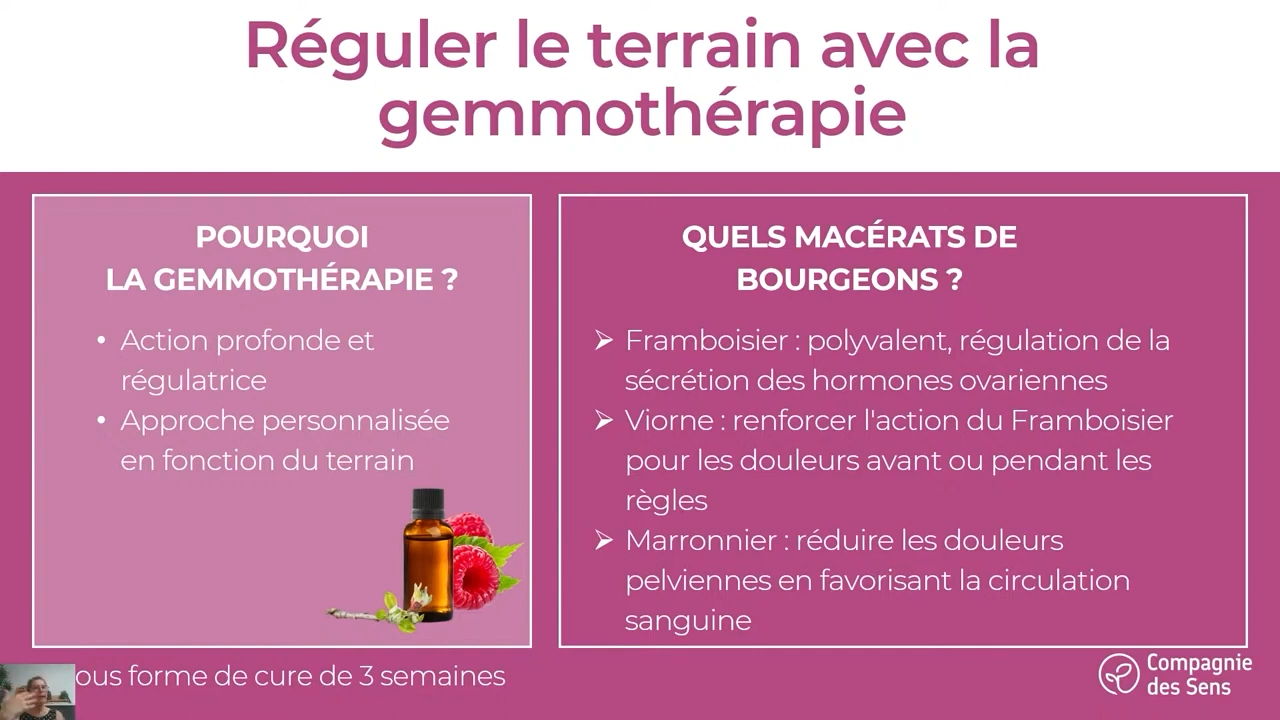 Réguler le terrain avec la
gemmothérapie
POURQUOI
LA GEMMOTHÉRAPIE ?
• Action profonde et
régulatrice
• Approche personnalisée
en fonction du terrain
QUELS MACÉRATS DE
BOURGEONS ?
➢ Framboisier : polyvalent, régulation de la
sécrétion des hormones ovariennes
➢ Viorne : renforcer l'action du Framboisier
pour les douleurs avant ou pendant les
règles
➢ Marronnier : réduire les douleurs
pelviennes en favorisant la circulation
sanguine
forme de cure de 3 semaines
Compagnie
des Sens